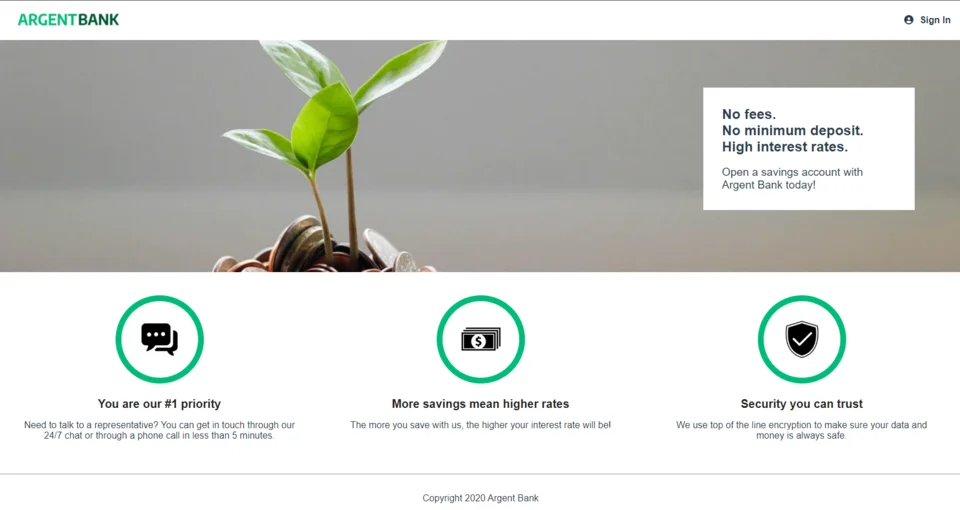 ARGENTBANK
Sign In
No fees.
No minimum deposit.
High interest rates.
Open a savings account with
Argent Bank today!
You are our #1 priority
Need to talk to a representative? You can get in touch through our
24/7 chat or through a phone call in less than 5 minutes.
More savings mean higher rates
The more you save with us, the higher your interest rate will be!
Security you can trust
We use top of the line encryption to make sure your data and
money is always safe.
Copyright 2020 Argent Bank